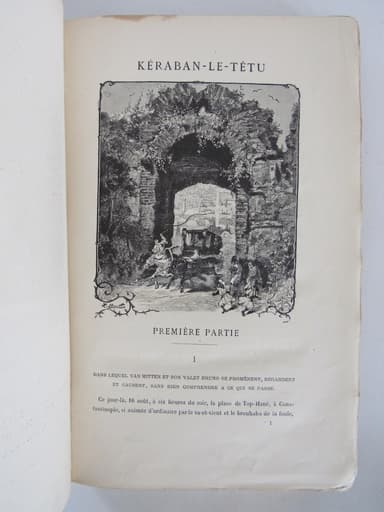 KÉRABAN-LE-TÊTU
PREMIÈRE PARTIE
I
DANS LEQUEL VAN MITTEN ET SON VALET BRUNO SE PROMÈNENT, REGARDENT
ET CAUSENT, SANS RIEN COMPRENDRE A CE QUI SE PASSE.
Ce jour-là, 16 août, à six heures du soir, la place de Top-Hané, à Cons-
tantinople, si animée d'ordinaire par le va-et-vient et le brouhaha de la foule,
1